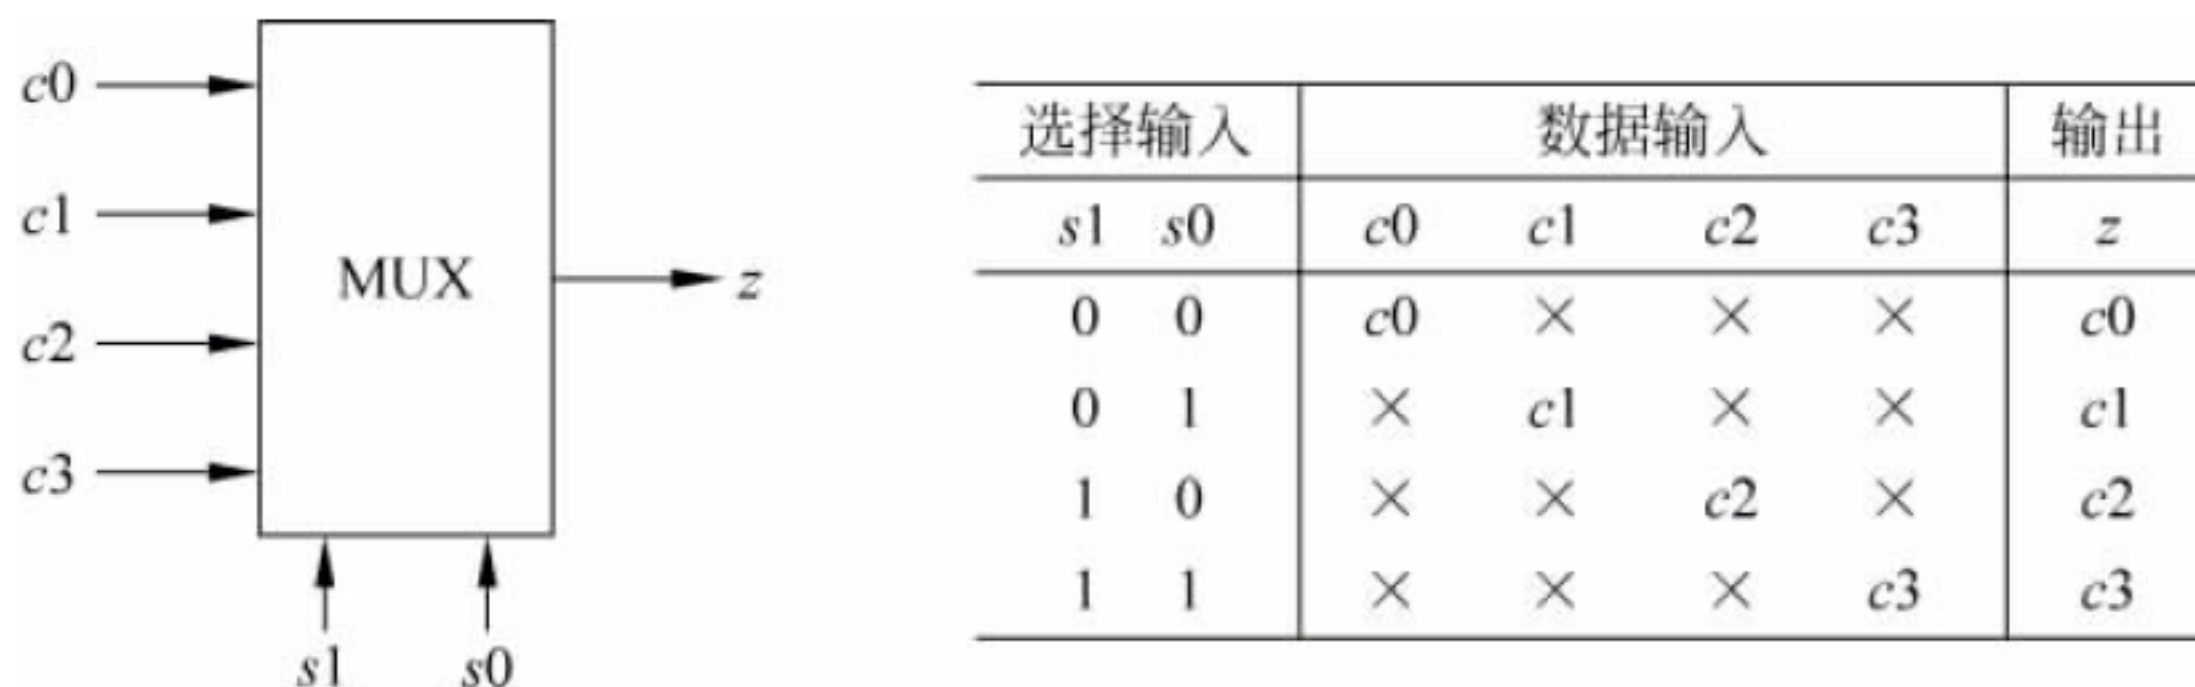 c0
c1
c2
c3
MUX
z
s1 s0
选择输入 数据输入 输出
s1 s0 c0 c1 c2 c3 z
0 0 c0 × × × c0
0 1 × c1 × × c1
1 0 × × c2 × c2
1 1 × × × c3 c3